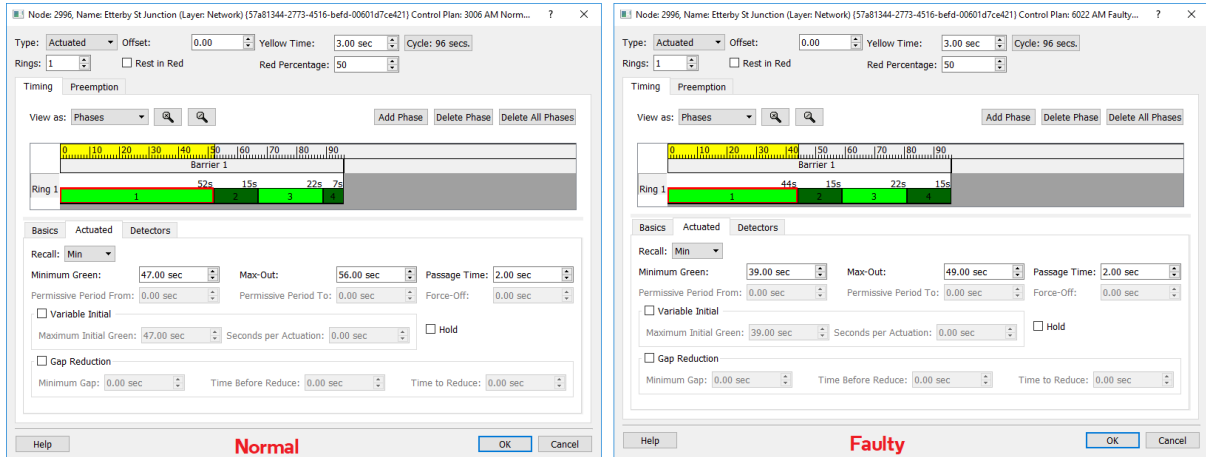 Node: 2996, Name: Etterby St Junction (Layer: Network) {57a81344-2773-4516-befd-00601d7ce421} Control Plan: 3006 AM Norm... ? ×
Type: Actuated Offset: 0.00 Yellow Time: 3.00 sec Cycle: 96 secs.
Rings: 1 Rest in Red Red Percentage: 50
Timing Preemption
View as: Phases Add Phase Delete Phase Delete All Phases
0 |10 |20 |30 |40 |50 |60 |70 |80 |90
Barrier 1
52s 15s 22s 7s
Ring 1 1 2 3 4
Basics Actuated Detectors
Recall: Min
Minimum Green: 47.00 sec Max-Out: 56.00 sec Passage Time: 2.00 sec
Permissive Period From: 0.00 sec Permissive Period To: 0.00 sec Force-Off: 0.00 sec
Variable Initial
Maximum Initial Green: 47.00 sec Seconds per Actuation: 0.00 sec Hold
Gap Reduction
Minimum Gap: 0.00 sec Time Before Reduce: 0.00 sec Time to Reduce: 0.00 sec
Help Normal OK Cancel
Node: 2996, Name: Etterby St Junction (Layer: Network) {57a81344-2773-4516-befd-00601d7ce421} Control Plan: 6022 AM Faulty... ? ×
Type: Actuated Offset: 0.00 Yellow Time: 3.00 sec Cycle: 96 secs.
Rings: 1 Rest in Red Red Percentage: 50
Timing Preemption
View as: Phases Add Phase Delete Phase Delete All Phases
0 |10 |20 |30 |40 |50 |60 |70 |80 |90
Barrier 1
44s 15s 22s 15s
Ring 1 1 2 3 4
Basics Actuated Detectors
Recall: Min
Minimum Green: 39.00 sec Max-Out: 49.00 sec Passage Time: 2.00 sec
Permissive Period From: 0.00 sec Permissive Period To: 0.00 sec Force-Off: 0.00 sec
Variable Initial
Maximum Initial Green: 39.00 sec Seconds per Actuation: 0.00 sec Hold
Gap Reduction
Minimum Gap: 0.00 sec Time Before Reduce: 0.00 sec Time to Reduce: 0.00 sec
Help Faulty OK Cancel